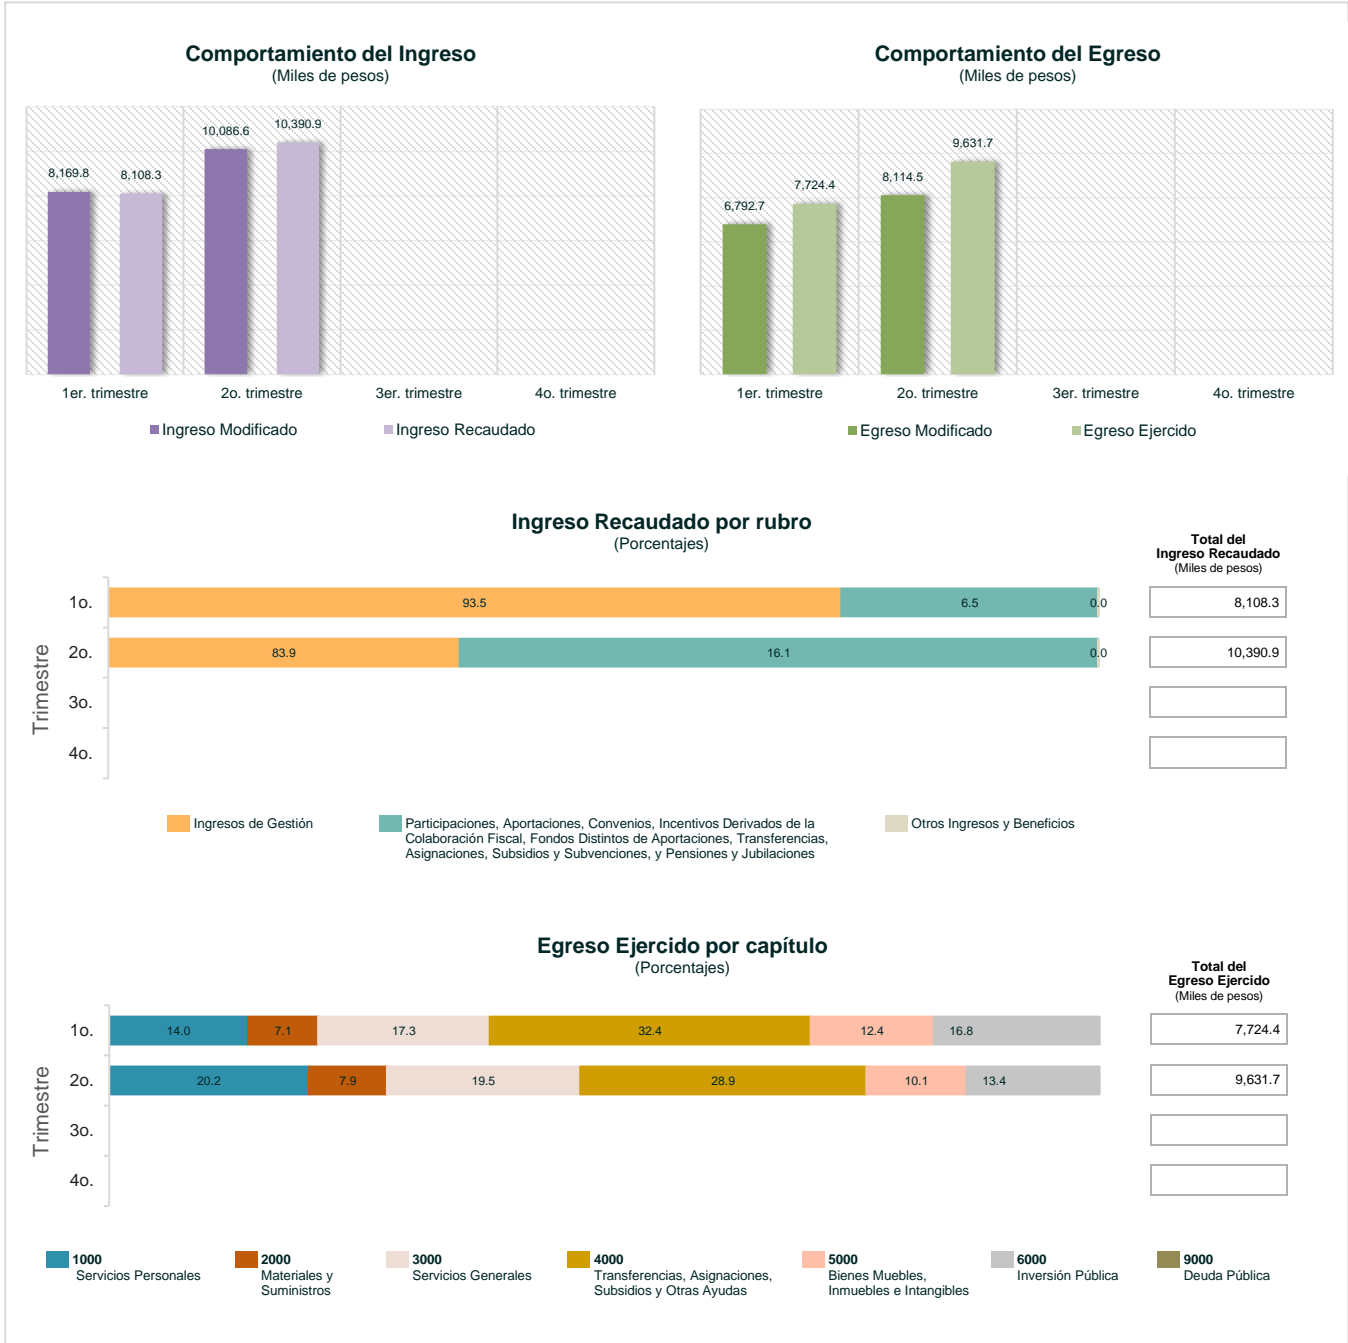 Comportamiento del Ingreso
(Miles de pesos)
8,169.8
8,108.3
10,086.6
10,390.9
1er. trimestre
2o. trimestre
3er. trimestre
4o. trimestre
Ingreso Modificado
Ingreso Recaudado
Comportamiento del Egreso
(Miles de pesos)
6,792.7
7,724.4
8,114.5
9,631.7
1er. trimestre
2o. trimestre
3er. trimestre
4o. trimestre
Egreso Modificado
Egreso Ejercido
Ingreso Recaudado por rubro
(Porcentajes)
Total del
Ingreso Recaudado
(Miles de pesos)
Trimestre
1o.
93.5
6.5
0.0
8,108.3
2o.
83.9
16.1
0.0
10,390.9
3o.
4o.
Ingresos de Gestión
Participaciones, Aportaciones, Convenios, Incentivos Derivados de la
Colaboración Fiscal, Fondos Distintos de Aportaciones, Transferencias,
Asignaciones, Subsidios y Subvenciones, y Pensiones y Jubilaciones
Otros Ingresos y Beneficios
Egreso Ejercido por capítulo
(Porcentajes)
Total del
Egreso Ejercido
(Miles de pesos)
Trimestre
1o.
14.0
7.1
17.3
32.4
12.4
16.8
7,724.4
2o.
20.2
7.9
19.5
28.9
10.1
13.4
9,631.7
3o.
4o.
1000
Servicios Personales
2000
Materiales y
Suministros
3000
Servicios Generales
4000
Transferencias, Asignaciones,
Subsidios y Otras Ayudas
5000
Bienes Muebles,
Inmuebles e Intangibles
6000
Inversión Pública
9000
Deuda Pública